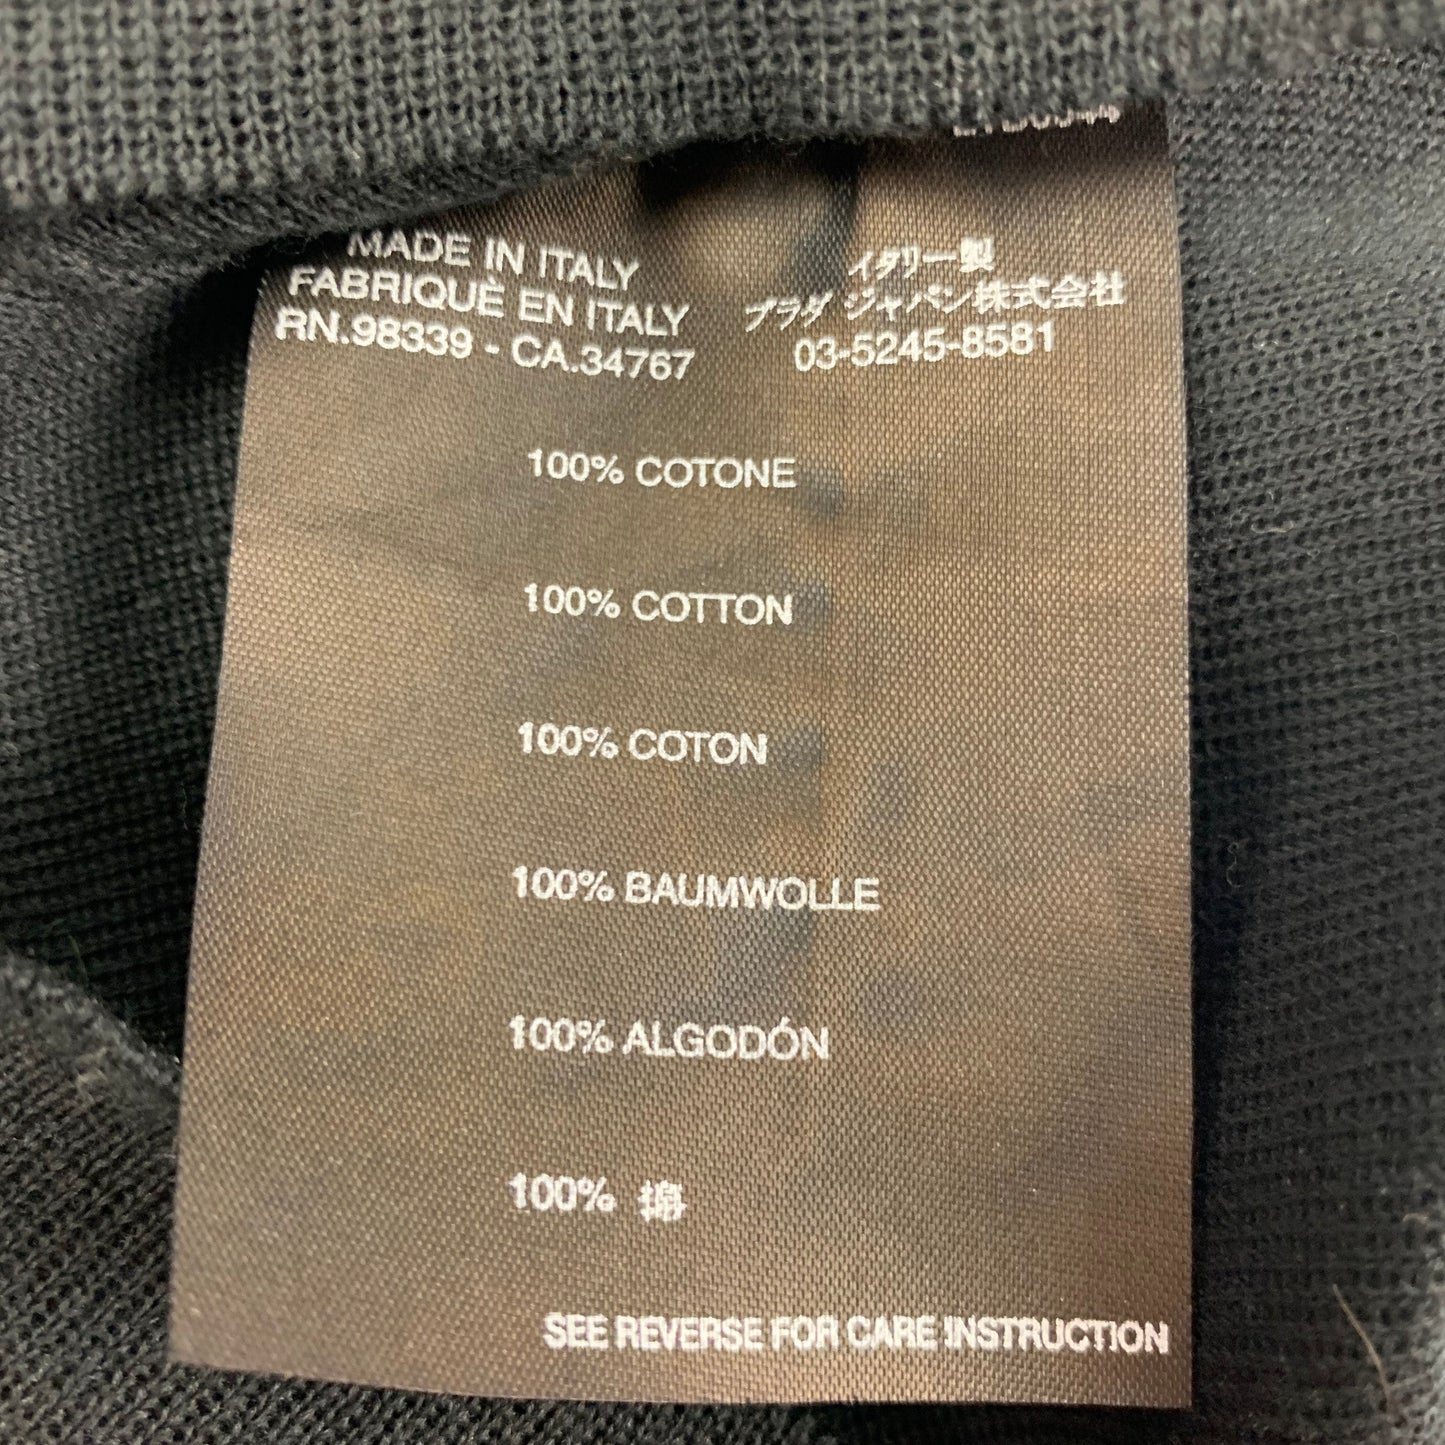 MADE IN ITALY
FABRIQUÈ EN ITALY
RN.98339 - CA.34767
イタリー製
プラダ ジャパン株式会社
03-5245-8581
100% COTONE
100% COTTON
100% COTON
100% BAUMWOLLE
100% ALGODÓN
100% 綿
SEE REVERSE FOR CARE INSTRUCTION